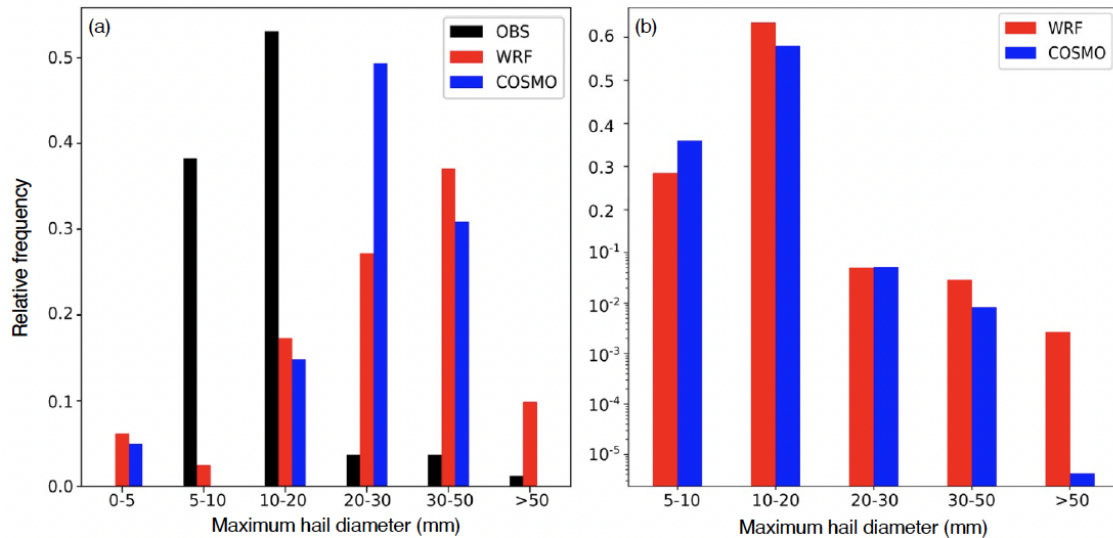 (a)
OBS
WRF
COSMO
Relative frequency
0.5
0.4
0.3
0.2
0.1
0.0
0-5 5-10 10-20 20-30 30-50 >50
Maximum hail diameter (mm)
(b)
WRF
COSMO
0.6
0.5
0.4
0.3
0.2
10⁻¹
10⁻²
10⁻³
10⁻⁴
10⁻⁵
5-10 10-20 20-30 30-50 >50
Maximum hail diameter (mm)